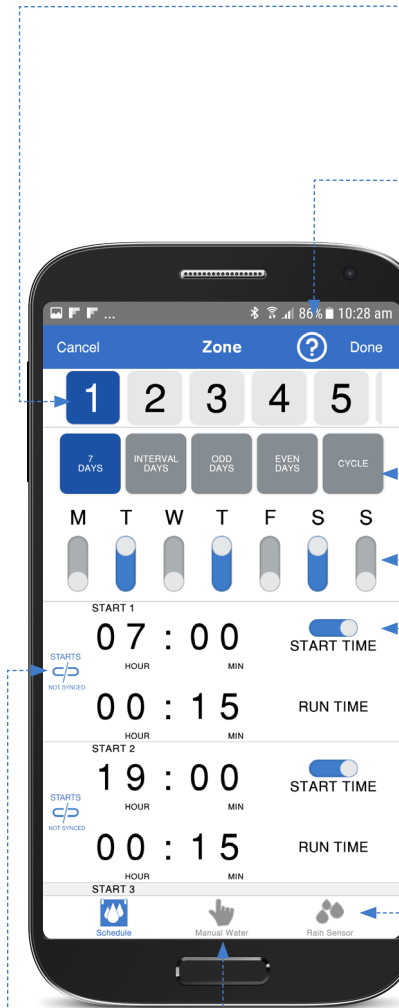 ... 86% 10:28 am
Cancel Zone ? Done
1 2 3 4 5
7 DAYS
INTERVAL DAYS
ODD DAYS
EVEN DAYS
CYCLE
M T W T F S S
START 1
07 : 00
HOUR MIN
START TIME
STARTS
NOT SYNCED
00 : 15
HOUR MIN
RUN TIME
START 2
19 : 00
HOUR MIN
START TIME
STARTS
NOT SYNCED
00 : 15
HOUR MIN
RUN TIME
START 3
Schedule Manual Water Rain Sensor